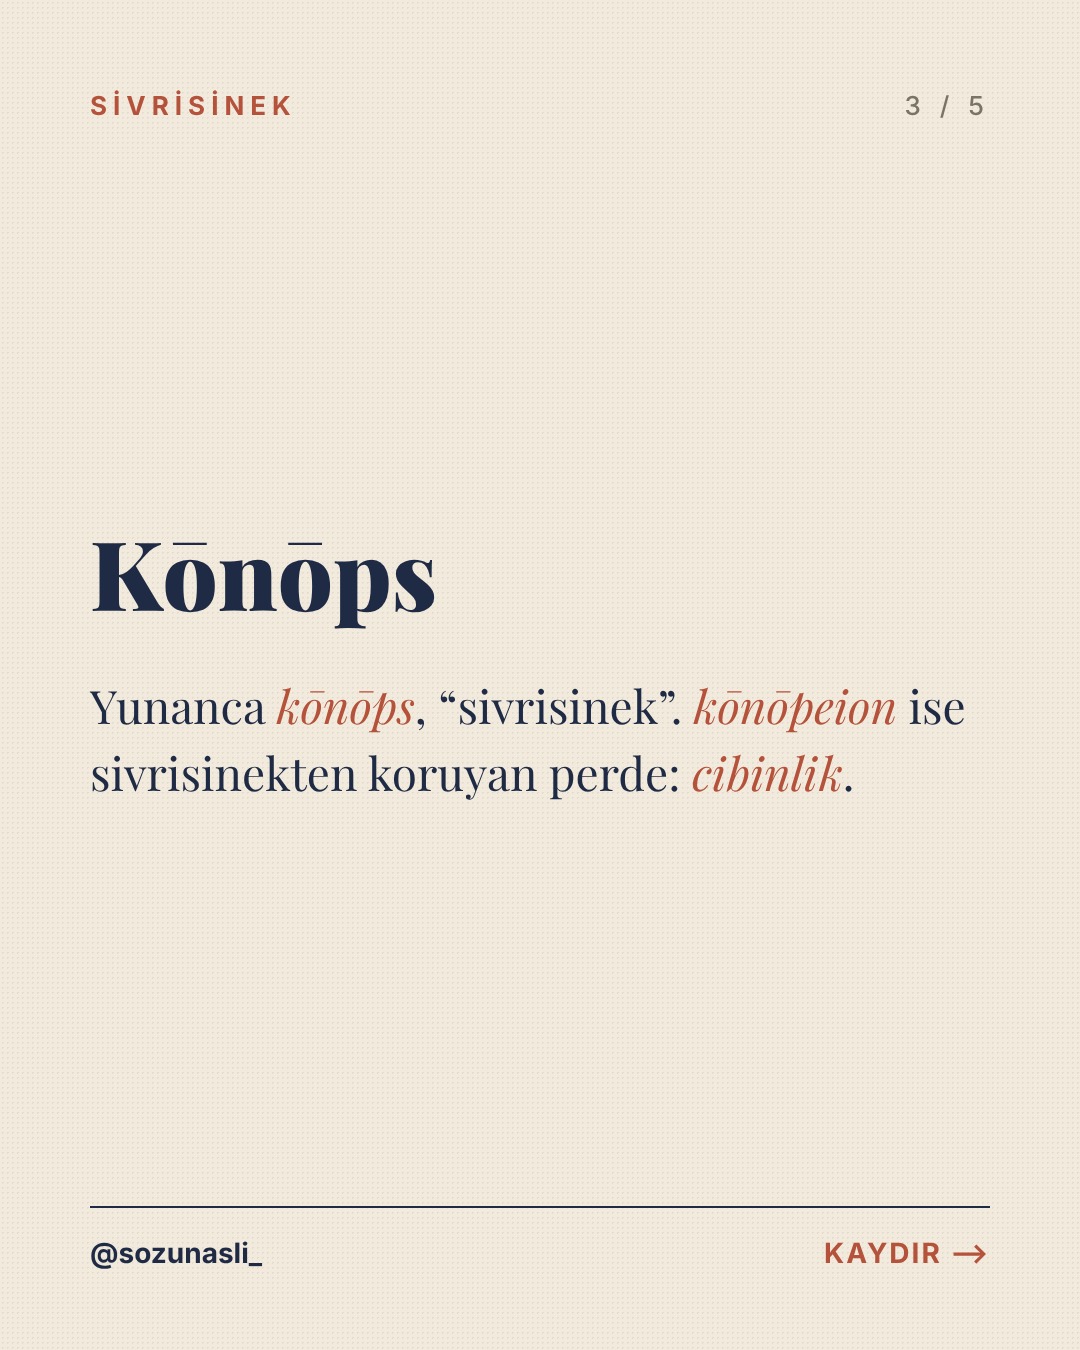 SİVRİSİNEK
3 / 5
Kōnōps
Yunanca kōnōps, “sivrisinek”. kōnōpeion ise
sivrisinekten koruyan perde: cibinlik.
@sozunasli_
KAYDIR →